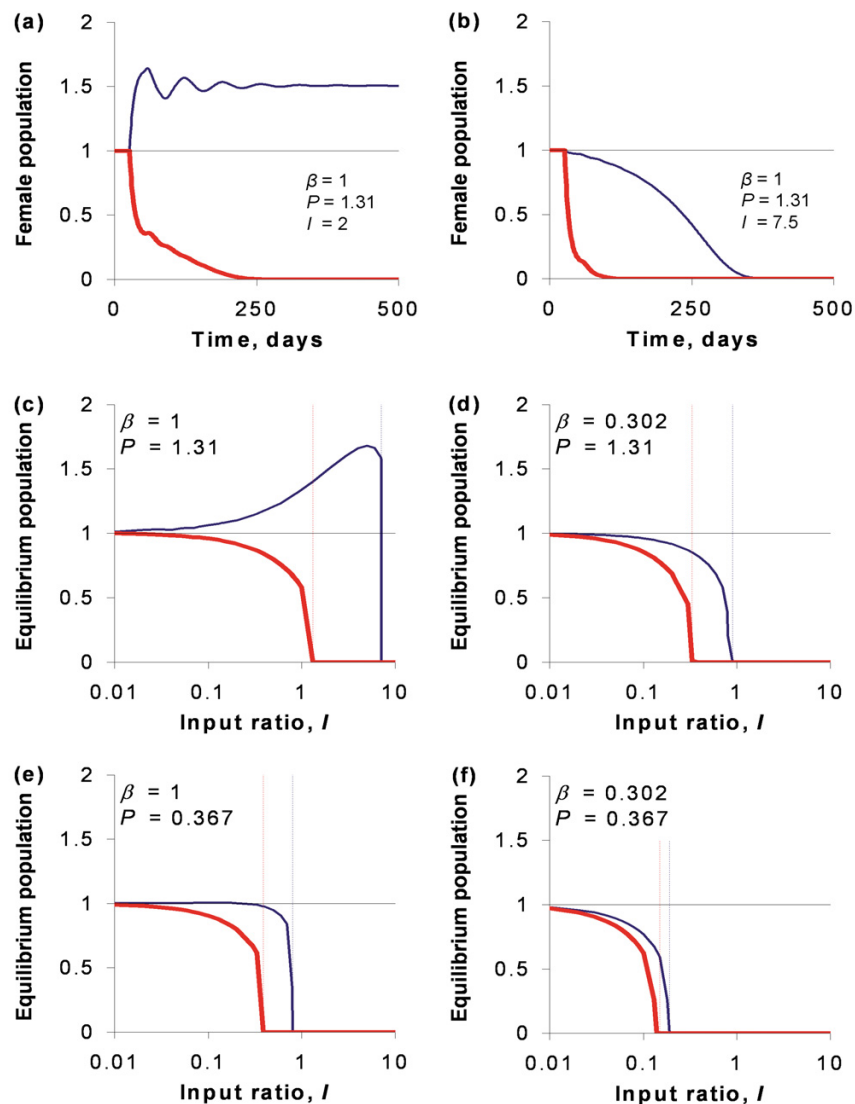 (a)
2
1.5
1
0.5
0
Female population
β = 1
P = 1.31
I = 2
0 250 500
Time, days
(b)
2
1.5
1
0.5
0
Female population
β = 1
P = 1.31
I = 7.5
0 250 500
Time, days
(c)
2
1.5
1
0.5
0
Equilibrium population
β = 1
P = 1.31
0.01 0.1 1 10
Input ratio, I
(d)
2
1.5
1
0.5
0
Equilibrium population
β = 0.302
P = 1.31
0.01 0.1 1 10
Input ratio, I
(e)
2
1.5
1
0.5
0
Equilibrium population
β = 1
P = 0.367
0.01 0.1 1 10
Input ratio, I
(f)
2
1.5
1
0.5
0
Equilibrium population
β = 0.302
P = 0.367
0.01 0.1 1 10
Input ratio, I